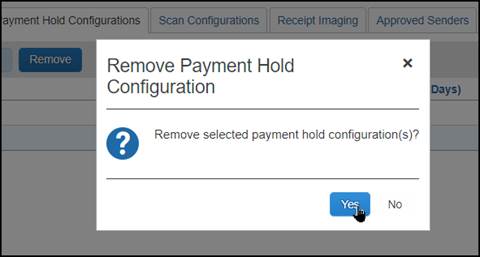 ayment Hold Configurations Scan Configurations Receipt Imaging Approved Senders
Remove
Remove Payment Hold
Configuration
×
Days)
Remove selected payment hold configuration(s)?
?
Yes No